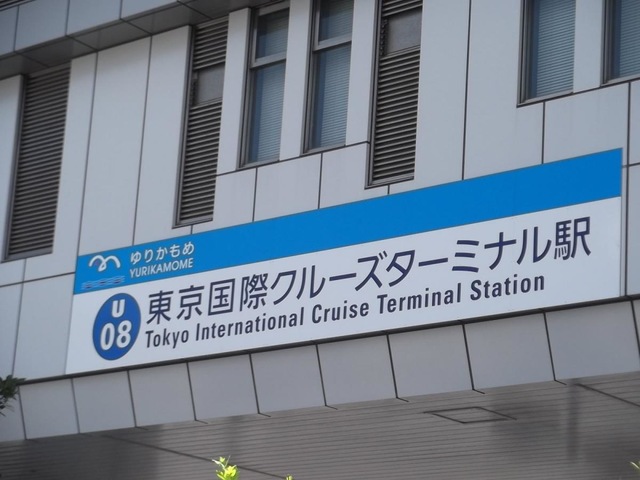 ゆりかもめ
YURIKAMOME
U
08
東京国際クルーズターミナル駅
Tokyo International Cruise Terminal Station